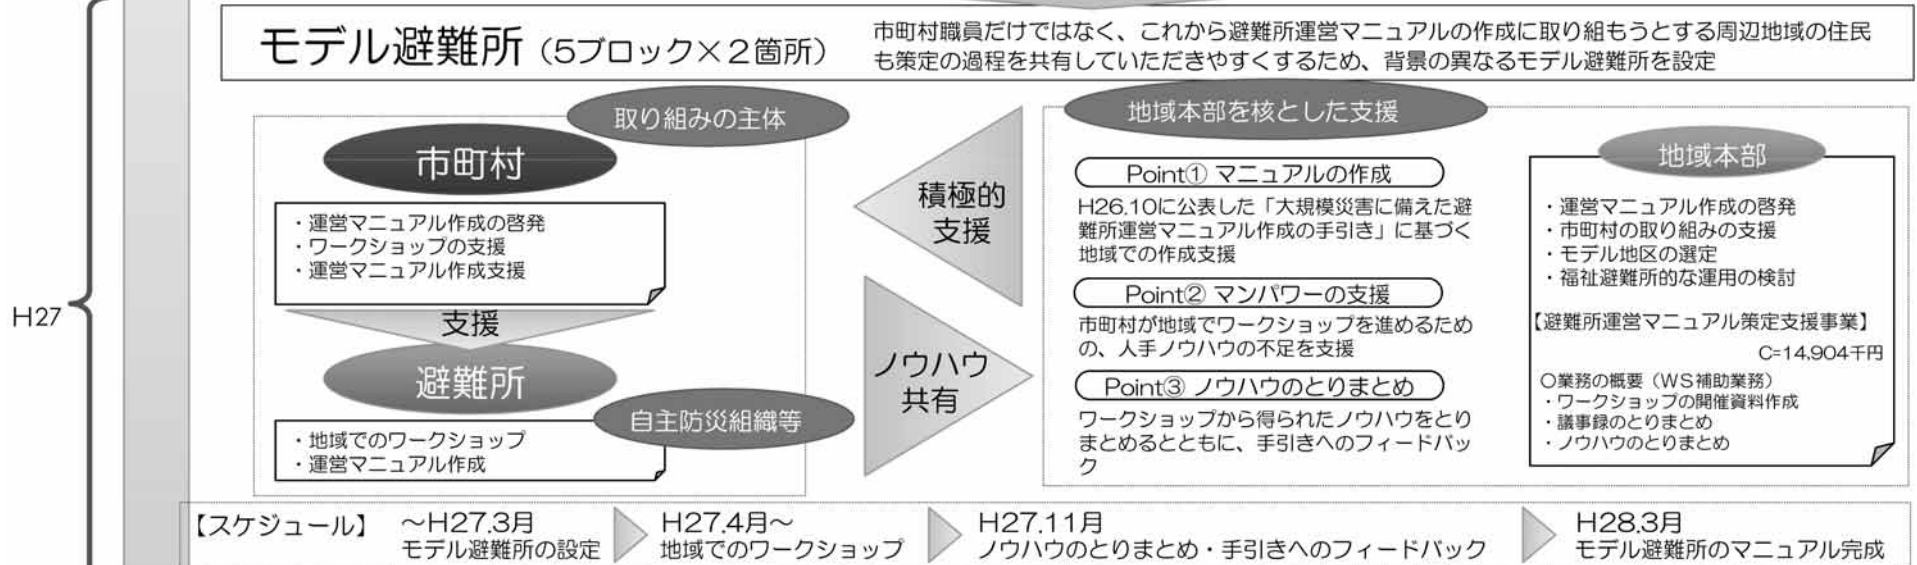 モデル避難所（5ブロック×2箇所）
市町村職員だけではなく、これから避難所運営マニュアルの作成に取り組もうとする周辺地域の住民
も策定の過程を共有していただきやすくするため、背景の異なるモデル避難所を設定
H27
取り組みの主体
市町村
・運営マニュアル作成の啓発
・ワークショップの支援
・運営マニュアル作成支援
支援
避難所
自主防災組織等
・地域でのワークショップ
・運営マニュアル作成
積極的
支援
ノウハウ
共有
地域本部を核とした支援
Point① マニュアルの作成
H26.10に公表した「大規模災害に備えた避
難所運営マニュアル作成の手引き」に基づく
地域での作成支援
Point② マンパワーの支援
市町村が地域でワークショップを進めるため
の、人手ノウハウの不足を支援
Point③ ノウハウのとりまとめ
ワークショップから得られたノウハウをとり
まとめるとともに、手引きへのフィードバッ
ク
地域本部
・運営マニュアル作成の啓発
・市町村の取り組みの支援
・モデル地区の選定
・福祉避難所的な運用の検討
【避難所運営マニュアル策定支援事業】
C=14,904千円
○業務の概要（WS補助業務）
・ワークショップの開催資料作成
・議事録のとりまとめ
・ノウハウのとりまとめ
【スケジュール】
～H27.3月
モデル避難所の設定
H27.4月～
地域でのワークショップ
H27.11月
ノウハウのとりまとめ・手引きへのフィードバック
H28.3月
モデル避難所のマニュアル完成